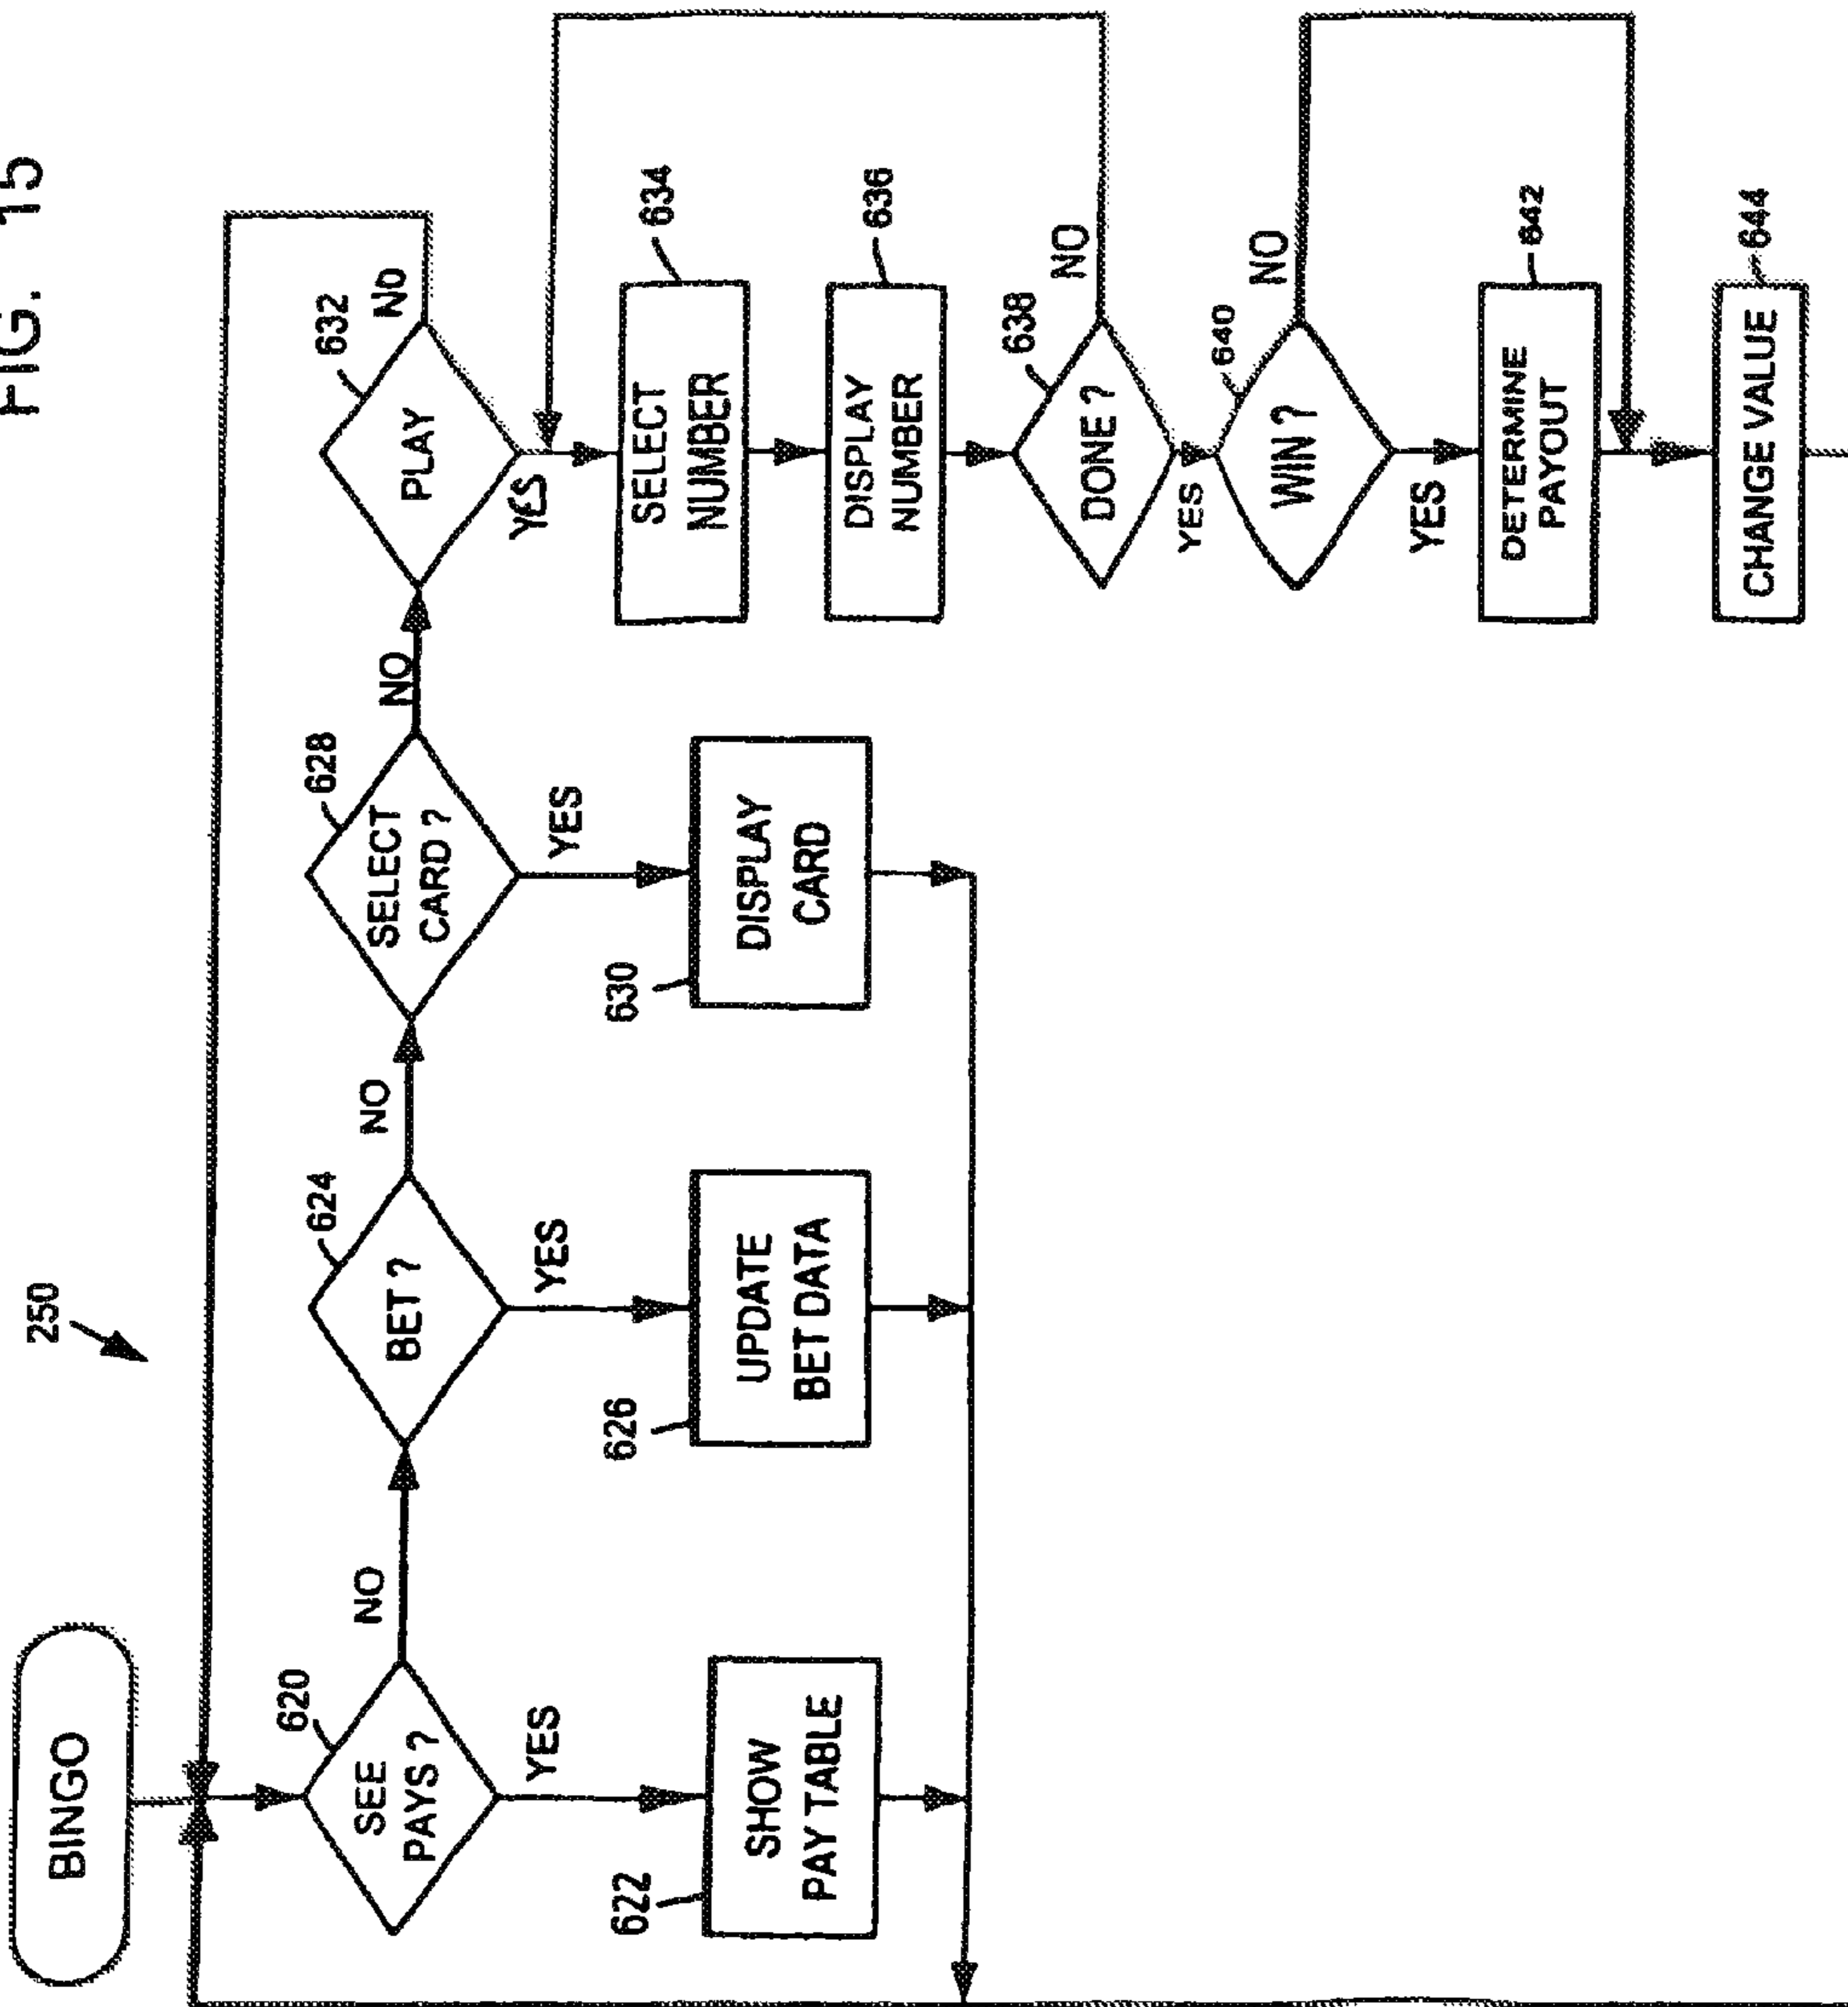 FIG. 15
250
BINGO
620
SEE
PAYS ?
NO
YES
622
SHOW
PAY TABLE
624
BET ?
NO
YES
626
UPDATE
BET DATA
628
SELECT
CARD ?
NO
YES
630
DISPLAY
CARD
632
PLAY
NO
YES
634
SELECT
NUMBER
636
DISPLAY
NUMBER
638
DONE ?
NO
YES
640
WIN ?
NO
YES
642
DETERMINE
PAYOUT
644
CHANGE VALUE